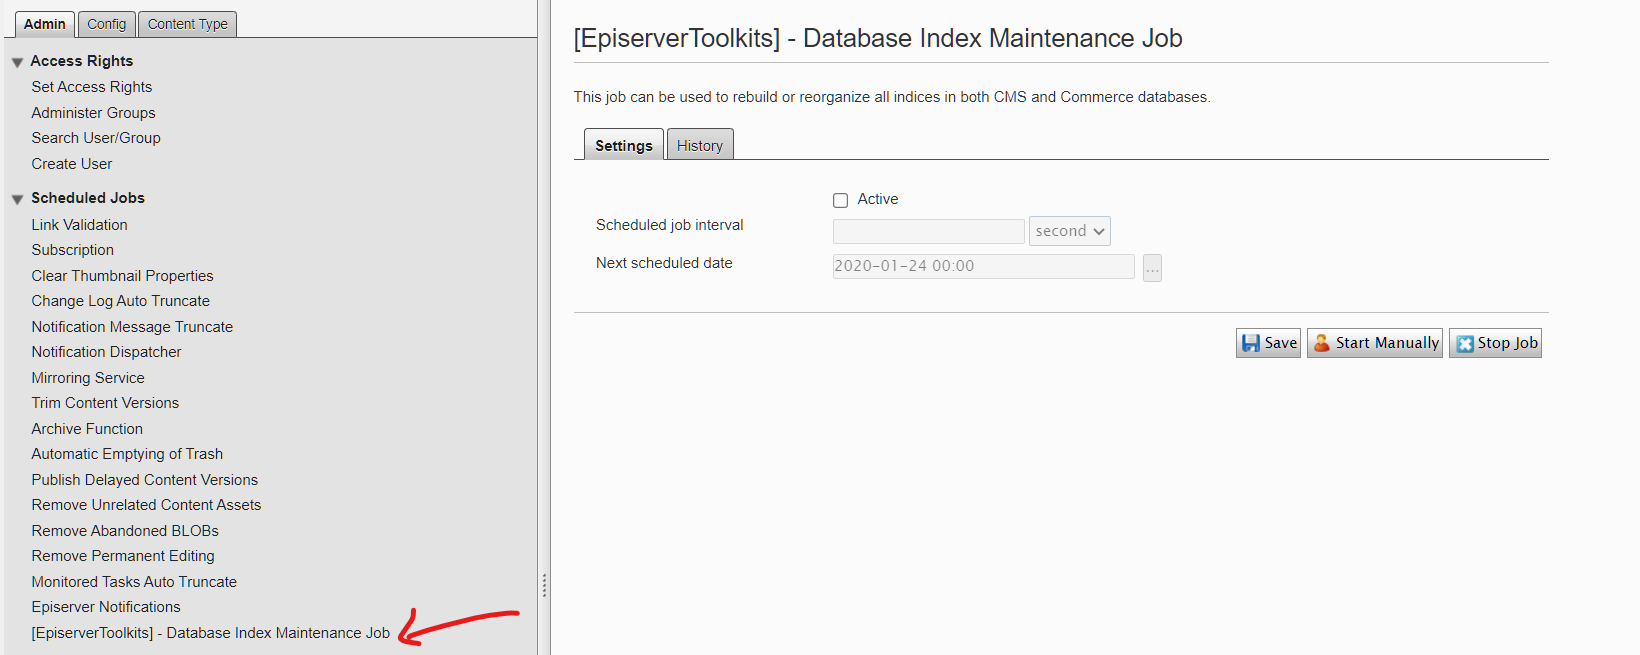 Admin
Config
Content Type
Access Rights
Set Access Rights
Administer Groups
Search User/Group
Create User
Scheduled Jobs
Link Validation
Subscription
Clear Thumbnail Properties
Change Log Auto Truncate
Notification Message Truncate
Notification Dispatcher
Mirroring Service
Trim Content Versions
Archive Function
Automatic Emptying of Trash
Publish Delayed Content Versions
Remove Unrelated Content Assets
Remove Abandoned BLOBs
Remove Permanent Editing
Monitored Tasks Auto Truncate
Episerver Notifications
[EpiserverToolkits] - Database Index Maintenance Job
[EpiserverToolkits] - Database Index Maintenance Job
This job can be used to rebuild or reorganize all indices in both CMS and Commerce databases.
Settings
History
Active
Scheduled job interval
second
Next scheduled date
2020-01-24 00:00
...
Save
Start Manually
Stop Job